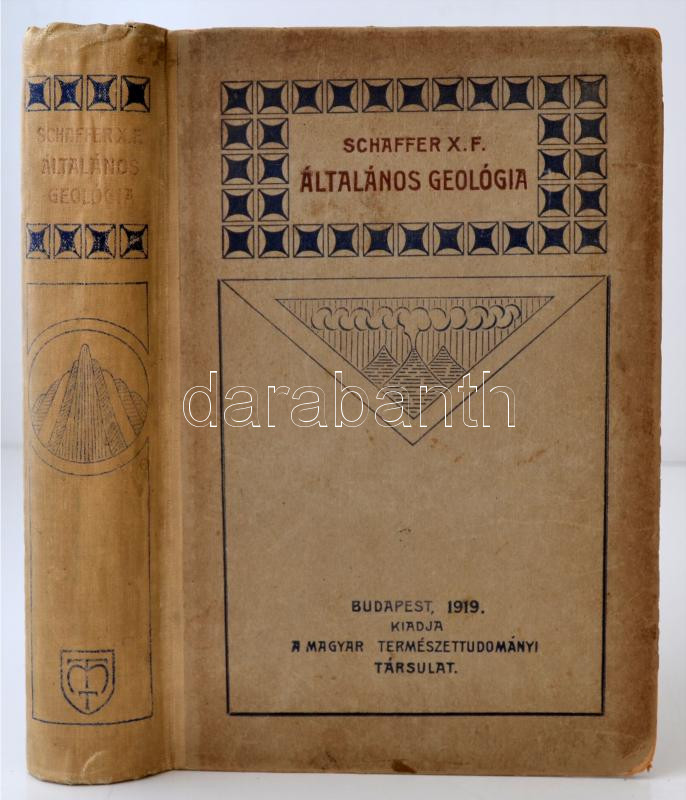 SCHAFFER X.F.
ÁLTALÁNOS
GEOLÓGIA
SCHAFFER X. F.
ÁLTALÁNOS GEOLÓGIA
darabanth
BUDAPEST, 1919.
KIADJA
A MAGYAR TERMÉSZETTUDOMÁNYI
TÁRSULAT.